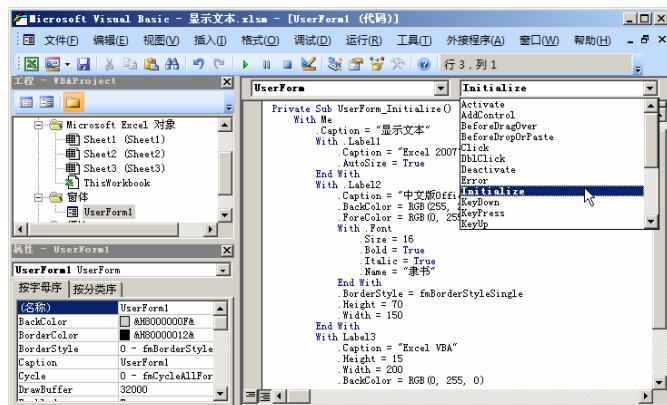 Microsoft Visual Basic - 显示文本.xlsm - [UserForm1 (代码)]
文件(F) 编辑(E) 视图(V) 插入(I) 格式(O) 调试(D) 运行(R) 工具(T) 外接程序(A) 窗口(W) 帮助(H)
行 3, 列 1
工程 - VBAProject
Microsoft Excel 对象
Sheet1 (Sheet1)
Sheet2 (Sheet2)
Sheet3 (Sheet3)
ThisWorkbook
窗体
UserForm1
属性 - UserForm1
UserForm1 UserForm
按字母序 按分类序
(名称) UserForm1
BackColor &H8000000F&
BorderColor &H80000012&
BorderStyle 0 - fmBorderStyle
Caption UserForm1
Cycle 0 - fmCycleAllFor
DrawBuffer 32000
UserForm Initialize
Private Sub UserForm_Initialize()
With Me
.Caption = "显示文本"
With .Label1
.Caption = "Excel 2007
.AutoSize = True
End With
With .Label2
.Caption = "中文版Offi
.BackColor = RGB(255,
.ForeColor = RGB(0, 255
With .Font
.Size = 16
.Bold = True
.Italic = True
.Name = "隶书"
End With
.BorderStyle = fmBorderStyleSingle
.Height = 70
.Width = 150
End With
With Label3
.Caption = "Excel VBA"
.Height = 15
.Width = 200
.BackColor = RGB(0, 255, 0)
Activate
AddControl
BeforeDragOver
BeforeDropOrPaste
Click
DblClick
Deactivate
Error
Initialize
KeyDown
KeyPress
KeyUp